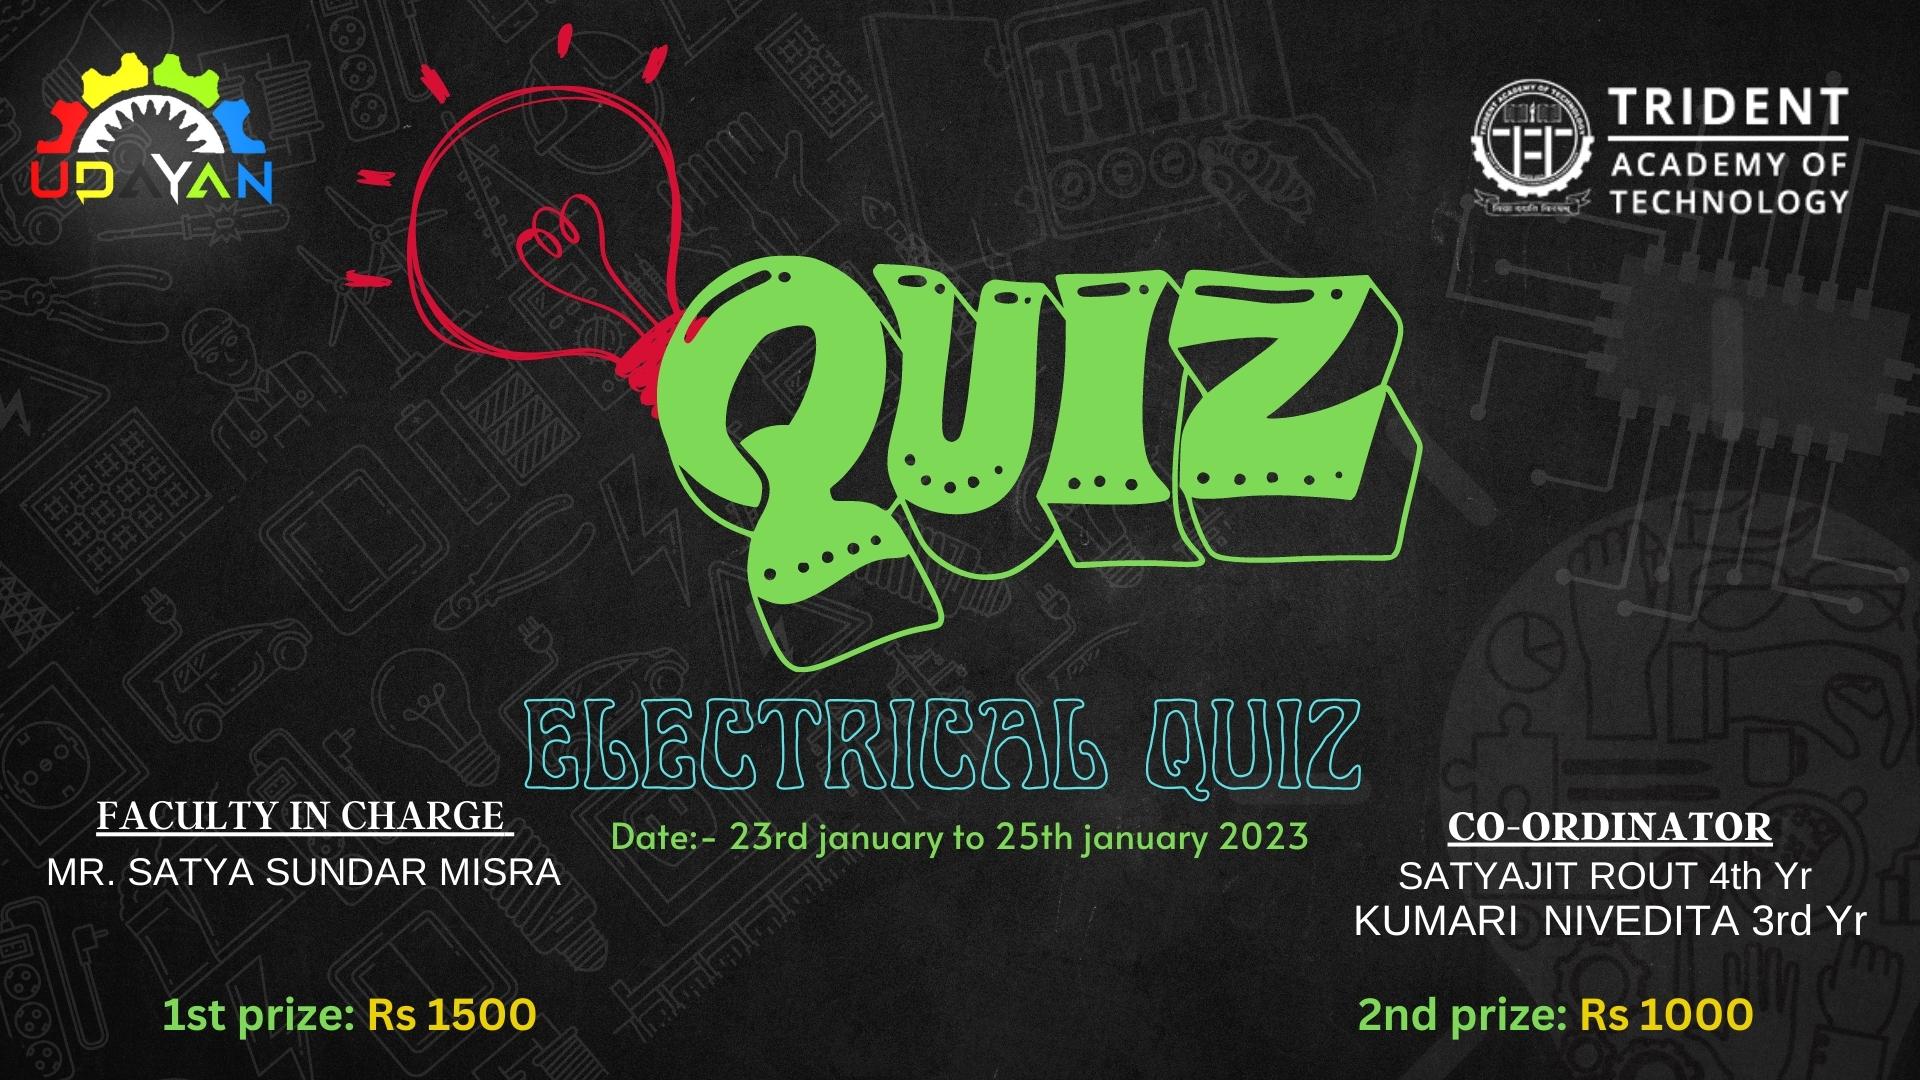 UDAYAN
TRIDENT
ACADEMY OF
TECHNOLOGY
QUIZ
ELECTRICAL QUIZ
Date:- 23rd january to 25th january 2023
FACULTY IN CHARGE
MR. SATYA SUNDAR MISRA
CO-ORDINATOR
SATYAJIT ROUT 4th Yr
KUMARI NIVEDITA 3rd Yr
1st prize: Rs 1500
2nd prize: Rs 1000